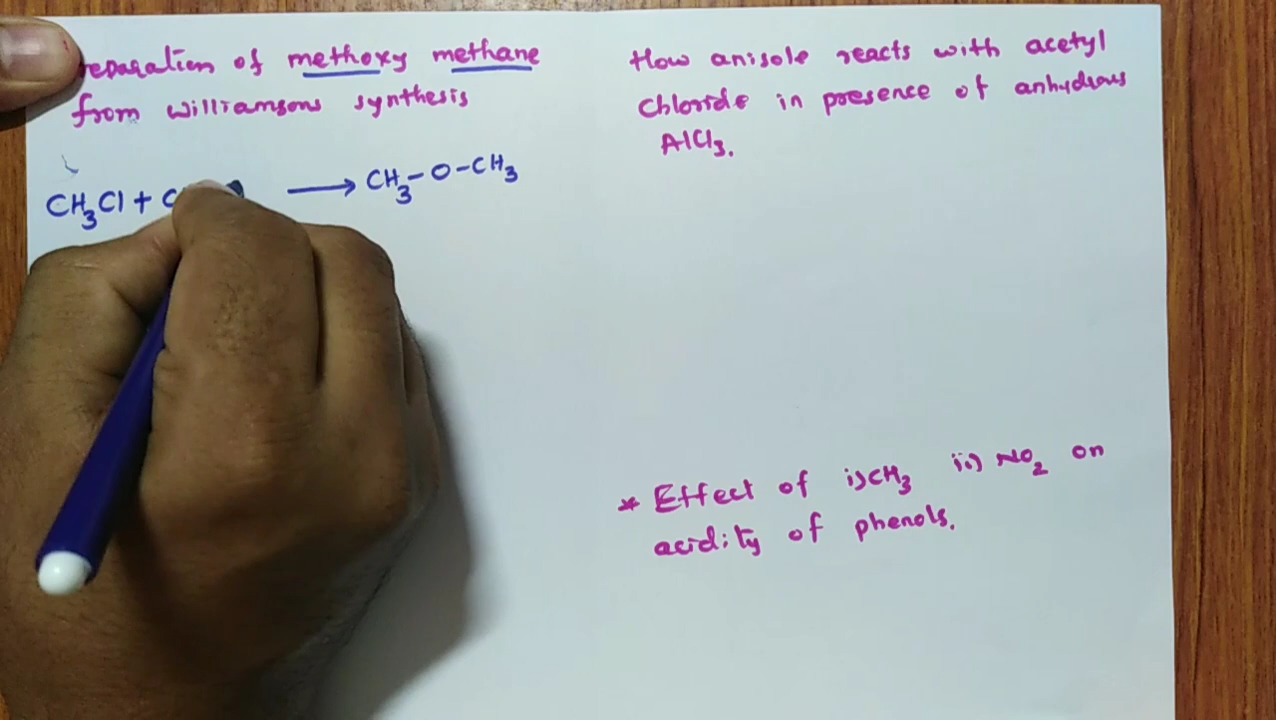 reparation of methoxy methane
from williamsons synthesis
CH3Cl + C ⟶ CH3-O-CH3
How anisole reacts with acetyl
chloride in presence of anhydrous
AlCl3.
* Effect of i)CH3 ii) NO2 on
acidity of phenols.